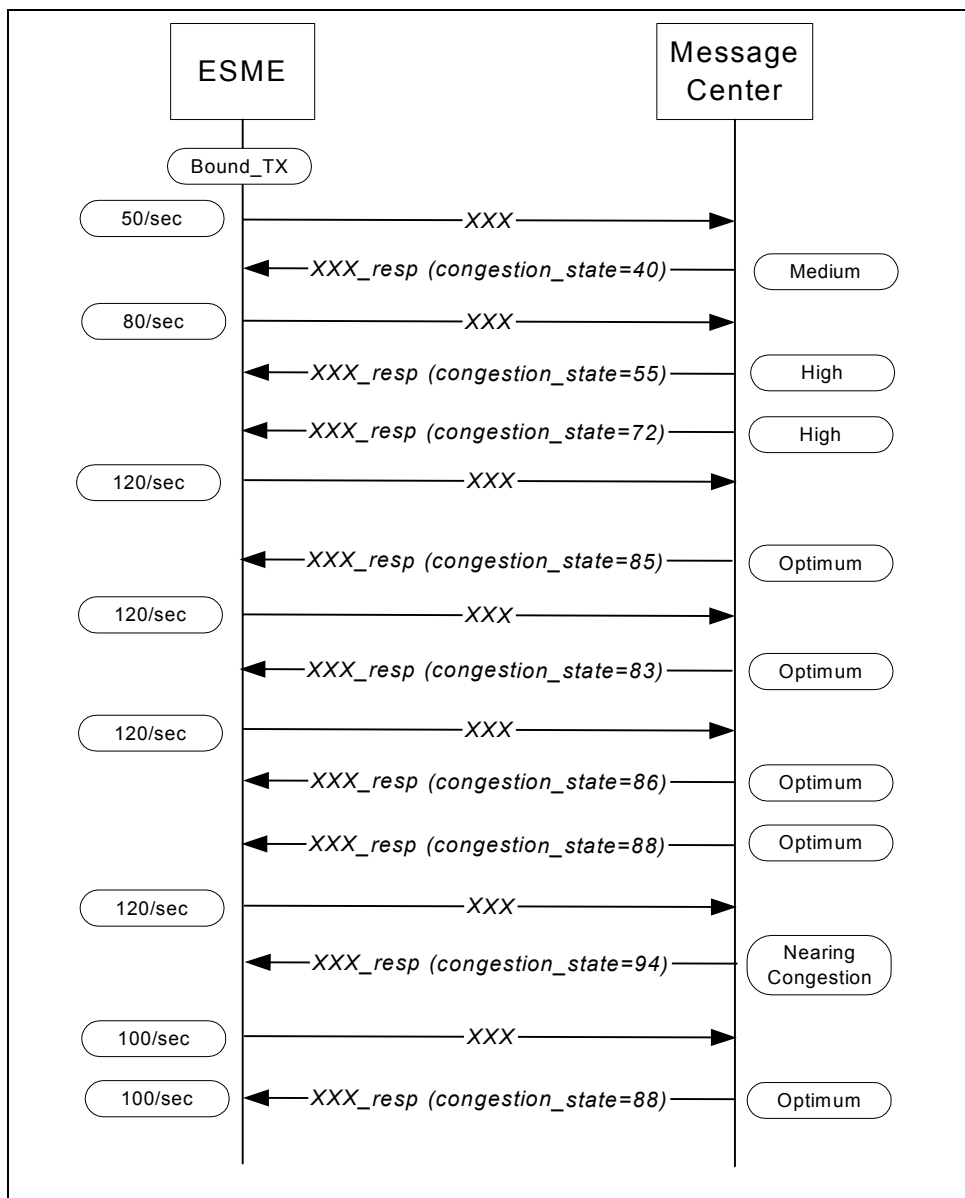 ESME
Message
Center
Bound_TX
50/sec
XXX
XXX_resp (congestion_state=40)
Medium
80/sec
XXX
XXX_resp (congestion_state=55)
High
XXX_resp (congestion_state=72)
High
120/sec
XXX
XXX_resp (congestion_state=85)
Optimum
120/sec
XXX
XXX_resp (congestion_state=83)
Optimum
120/sec
XXX
XXX_resp (congestion_state=86)
Optimum
XXX_resp (congestion_state=88)
Optimum
120/sec
XXX
XXX_resp (congestion_state=94)
Nearing
Congestion
100/sec
XXX
100/sec
XXX_resp (congestion_state=88)
Optimum